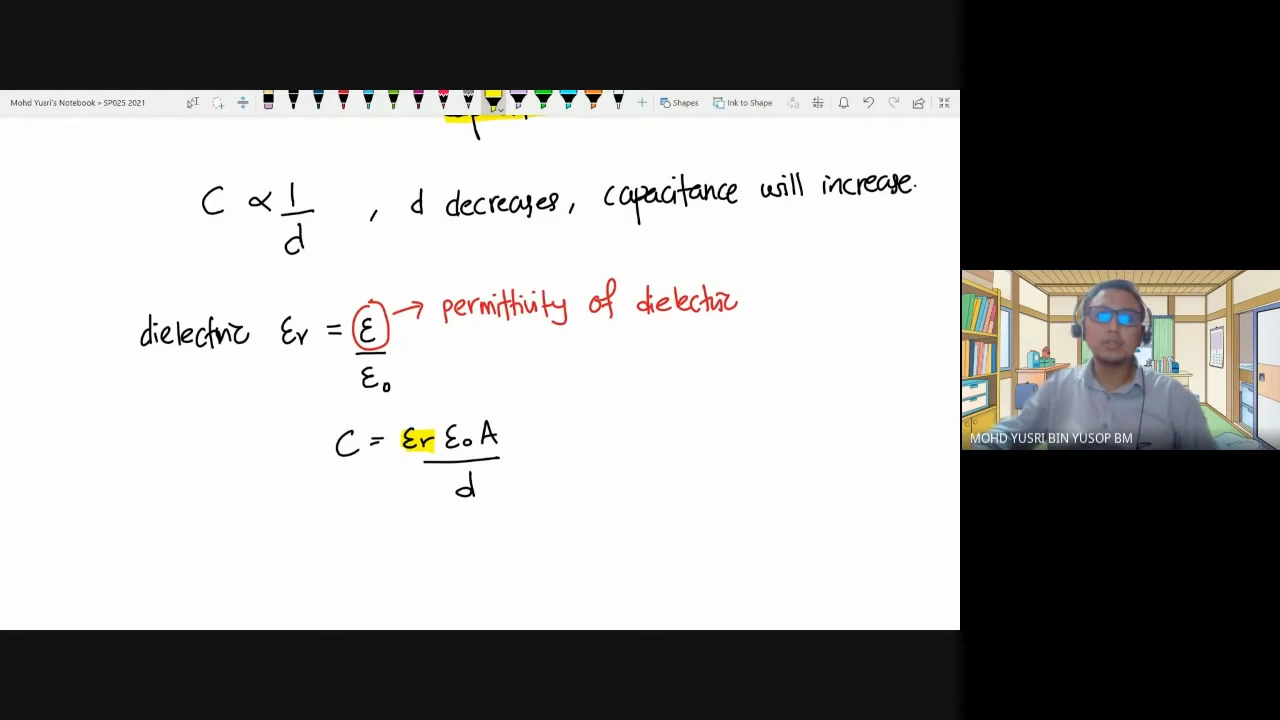 Mohd Yusri's Notebook » SP025 2021
Shapes
Ink to Shape
C ∝ 1/d , d decreases, capacitance will increase.
dielectric εr = ε/ε₀ → permittivity of dielectric
C = εr ε₀A/d
MOHD YUSRI BIN YUSOP BM